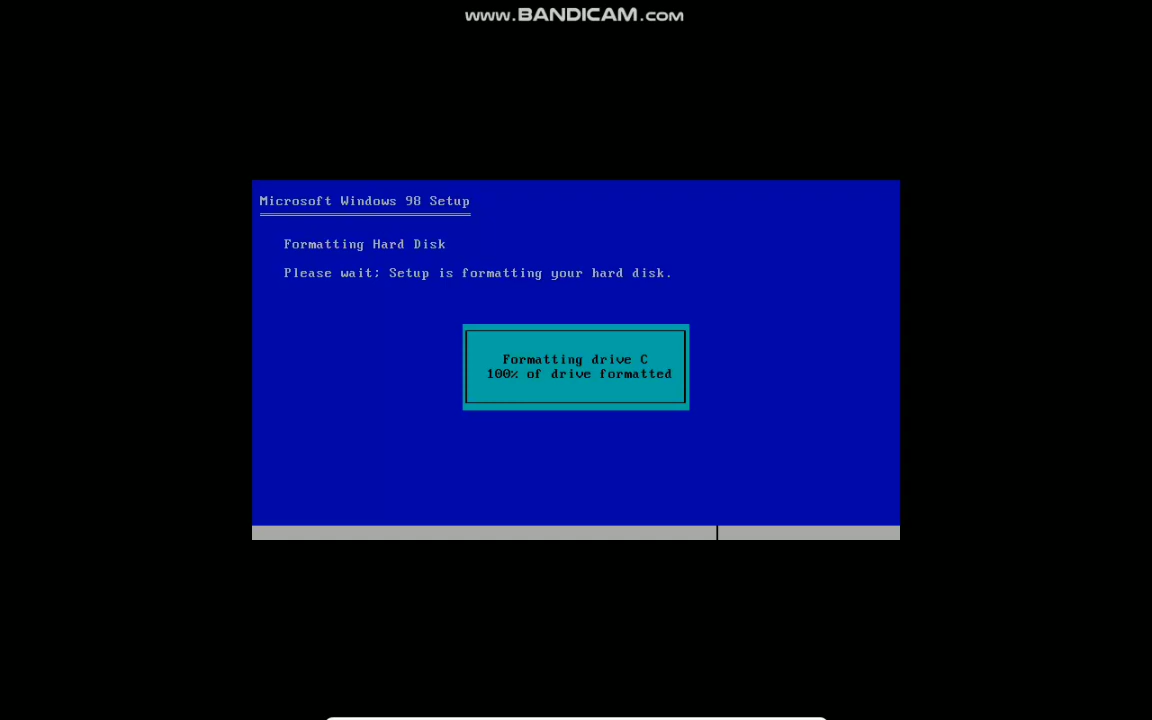 www.BANDICAM.com
Microsoft Windows 98 Setup
Formatting Hard Disk
Please wait; Setup is formatting your hard disk.
Formatting drive C
100% of drive formatted